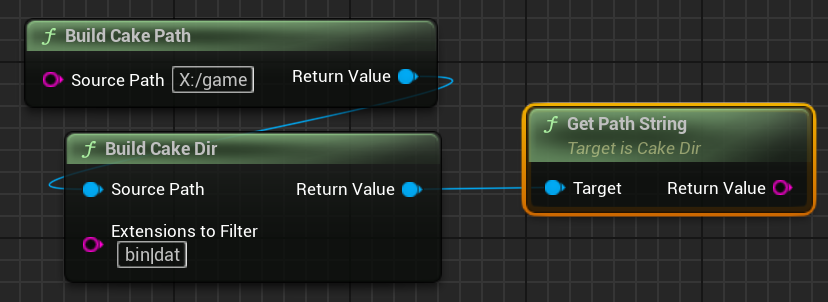 Build Cake Path
Source Path X:/game Return Value
Build Cake Dir
Source Path Return Value
Extensions to Filter
bin|dat
Get Path String
Target is Cake Dir
Target Return Value